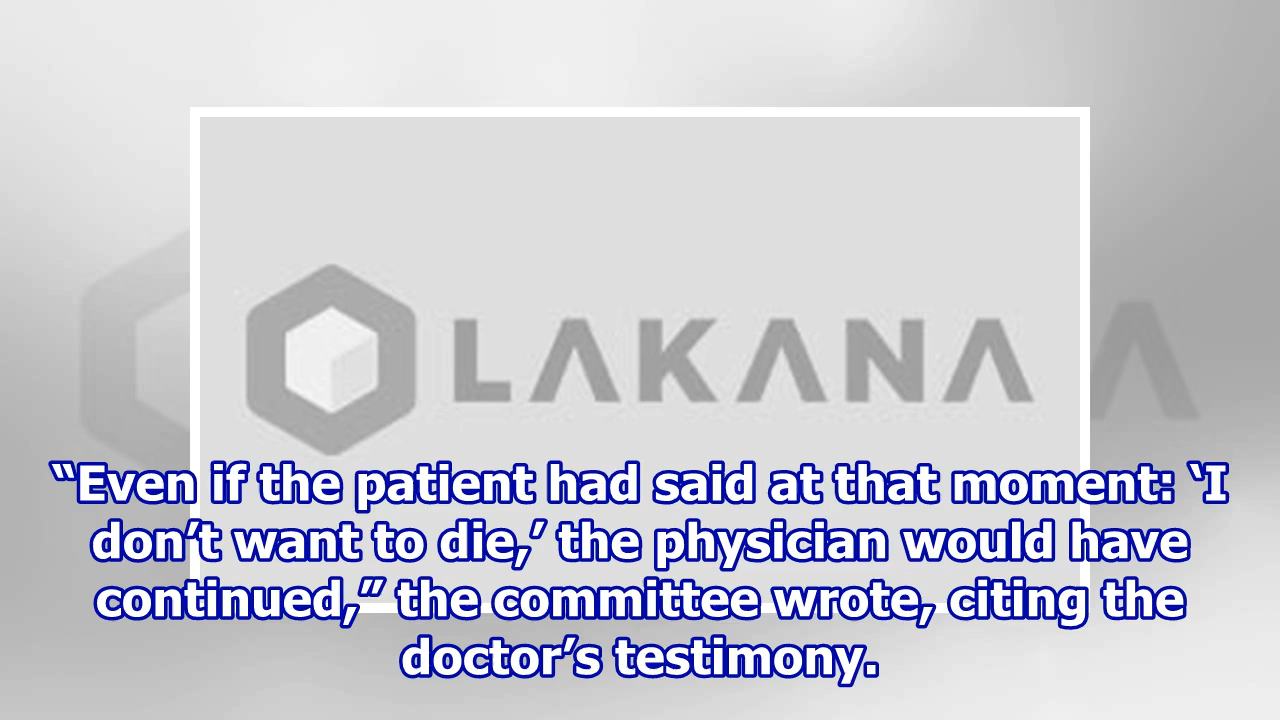 LAKANA
“Even if the patient had said at that moment: ‘I
don’t want to die,’ the physician would have
continued,” the committee wrote, citing the
doctor’s testimony.